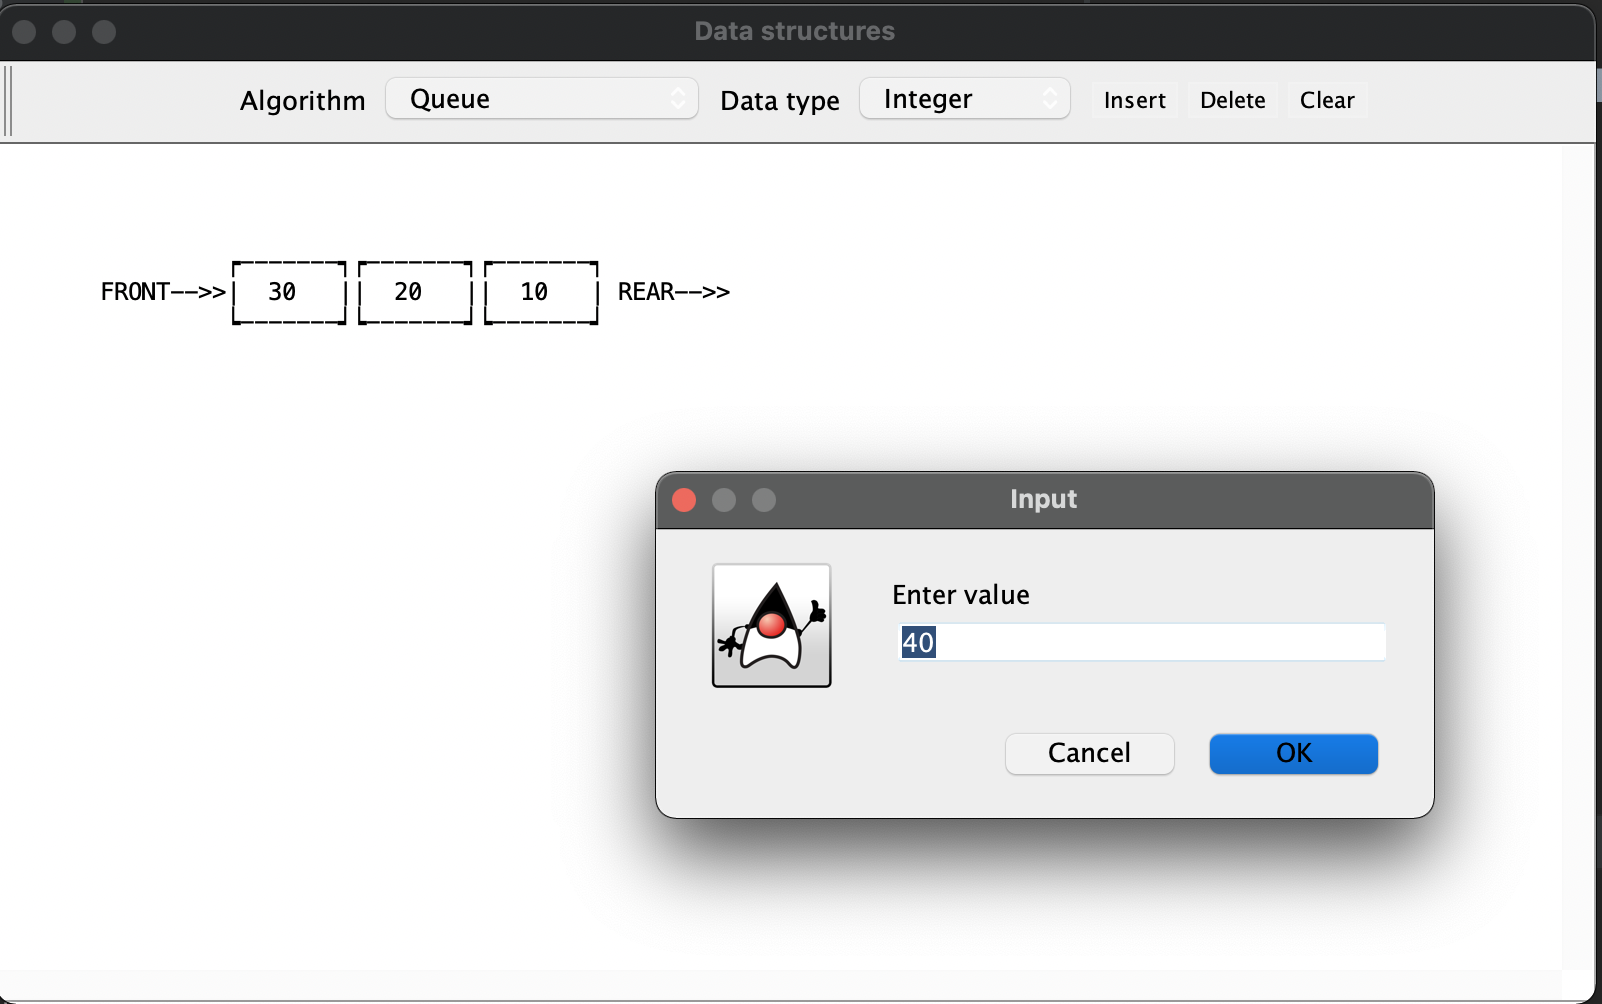 Data structures
Algorithm Queue Data type Integer Insert Delete Clear
FRONT-->>| 30 || 20 || 10 | REAR-->>
Input
Enter value
40
Cancel OK